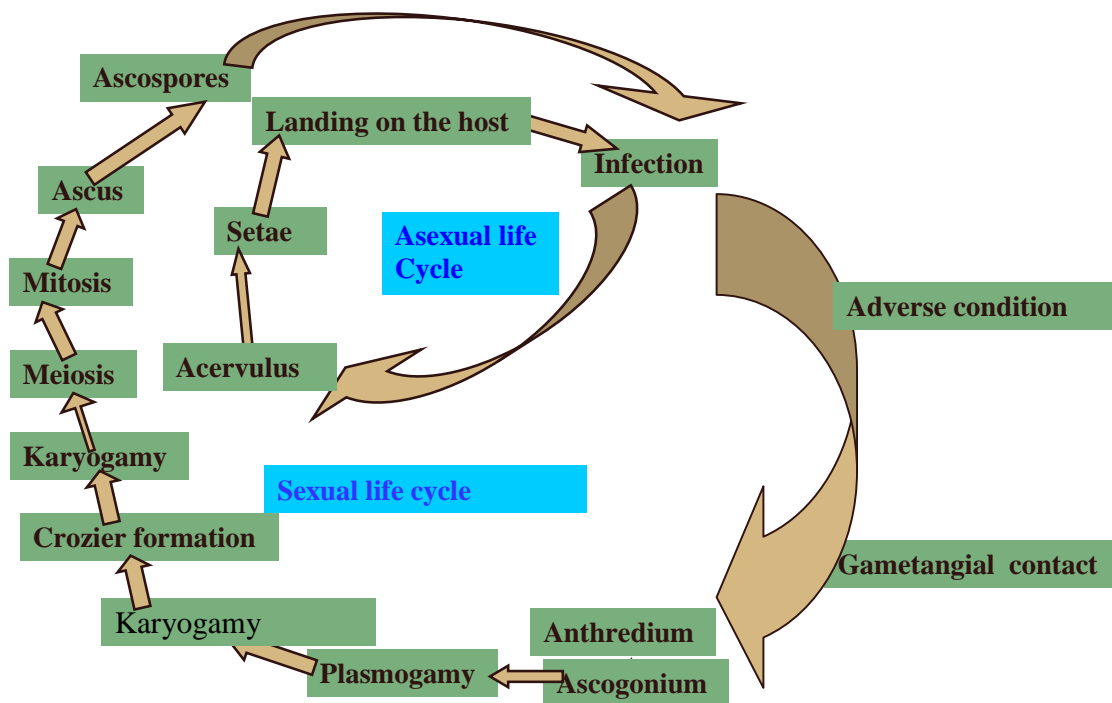 Ascospores
Landing on the host
Infection
Ascus
Setae
Asexual life
Cycle
Mitosis
Adverse condition
Acervulus
Meiosis
Karyogamy
Sexual life cycle
Crozier formation
Gametangial contact
Karyogamy
Anthredium
Plasmogamy
Ascogonium